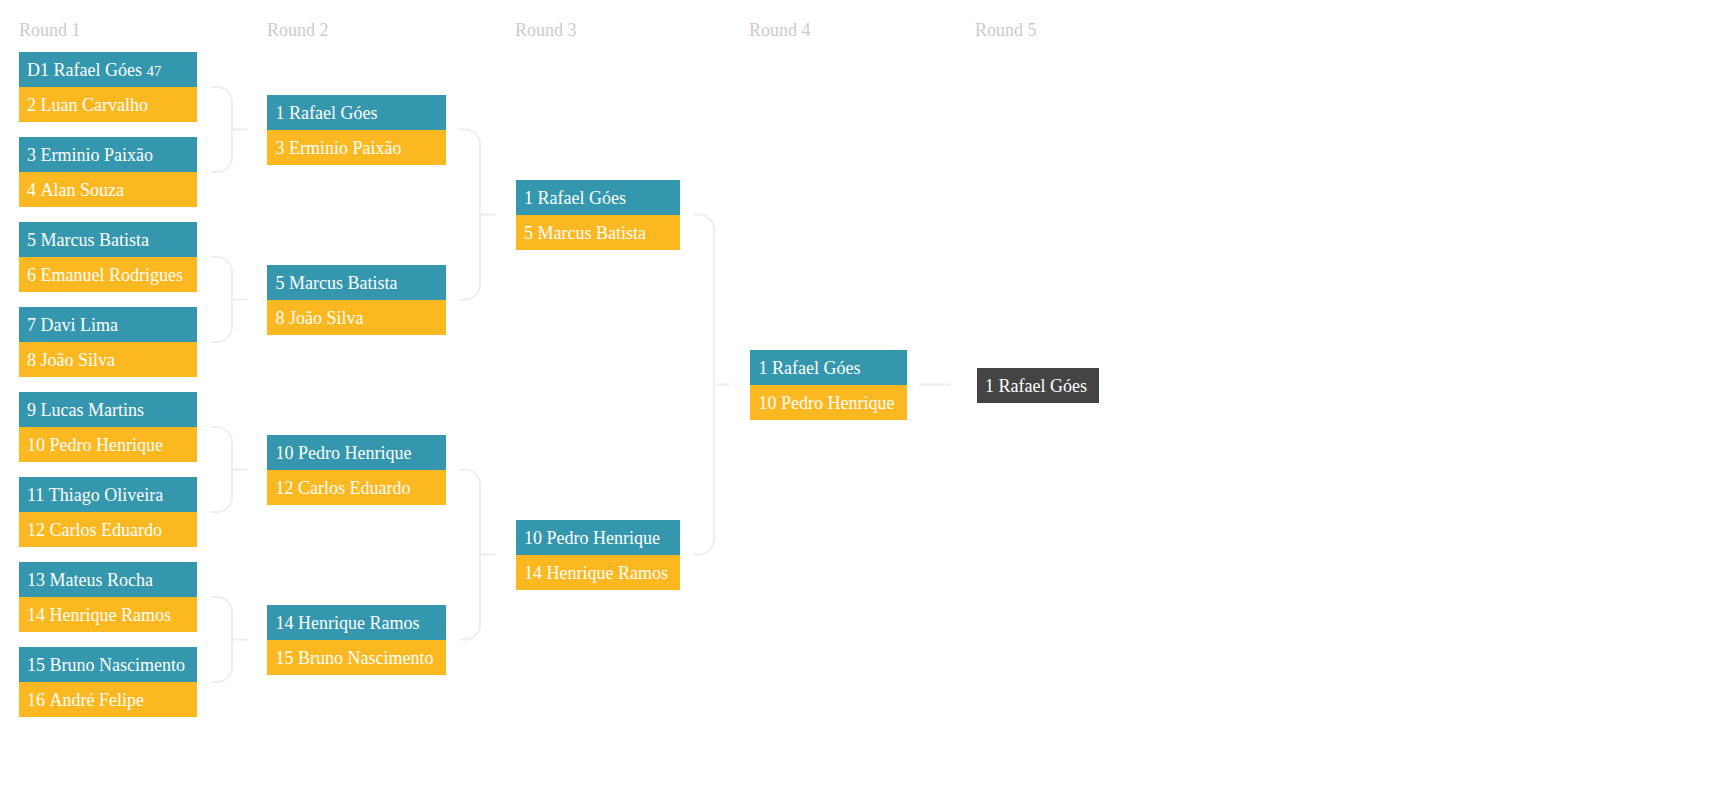 Round 1
D1 Rafael Góes 47
2 Luan Carvalho
3 Erminio Paixão
4 Alan Souza
5 Marcus Batista
6 Emanuel Rodrigues
7 Davi Lima
8 João Silva
9 Lucas Martins
10 Pedro Henrique
11 Thiago Oliveira
12 Carlos Eduardo
13 Mateus Rocha
14 Henrique Ramos
15 Bruno Nascimento
16 André Felipe
Round 2
1 Rafael Góes
3 Erminio Paixão
5 Marcus Batista
8 João Silva
10 Pedro Henrique
12 Carlos Eduardo
14 Henrique Ramos
15 Bruno Nascimento
Round 3
1 Rafael Góes
5 Marcus Batista
10 Pedro Henrique
14 Henrique Ramos
Round 4
1 Rafael Góes
10 Pedro Henrique
Round 5
1 Rafael Góes